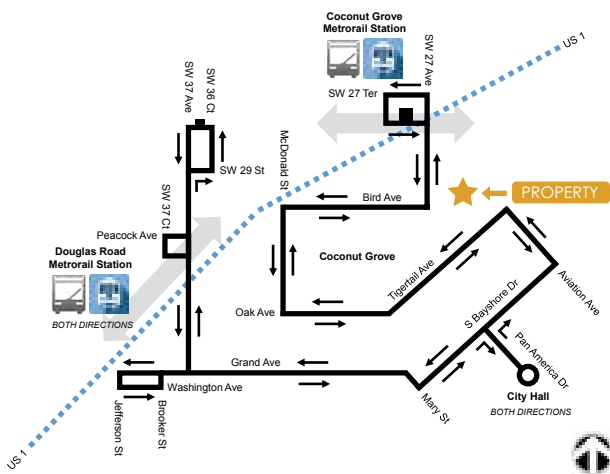 Coconut Grove
Metrorail Station
US 1
SW 27 Ave
SW 27 Ter
SW 37 Ave
SW 36 Ct
McDonald St
SW 29 St
Bird Ave
PROPERTY
SW 37 Ct
Peacock Ave
Douglas Road
Metrorail Station
BOTH DIRECTIONS
Coconut Grove
Tigertail Ave
Aviation Ave
S Bayshore Dr
Oak Ave
Pan America Dr
Grand Ave
Washington Ave
Mary St
City Hall
BOTH DIRECTIONS
Jefferson St
Brooker St
US 1